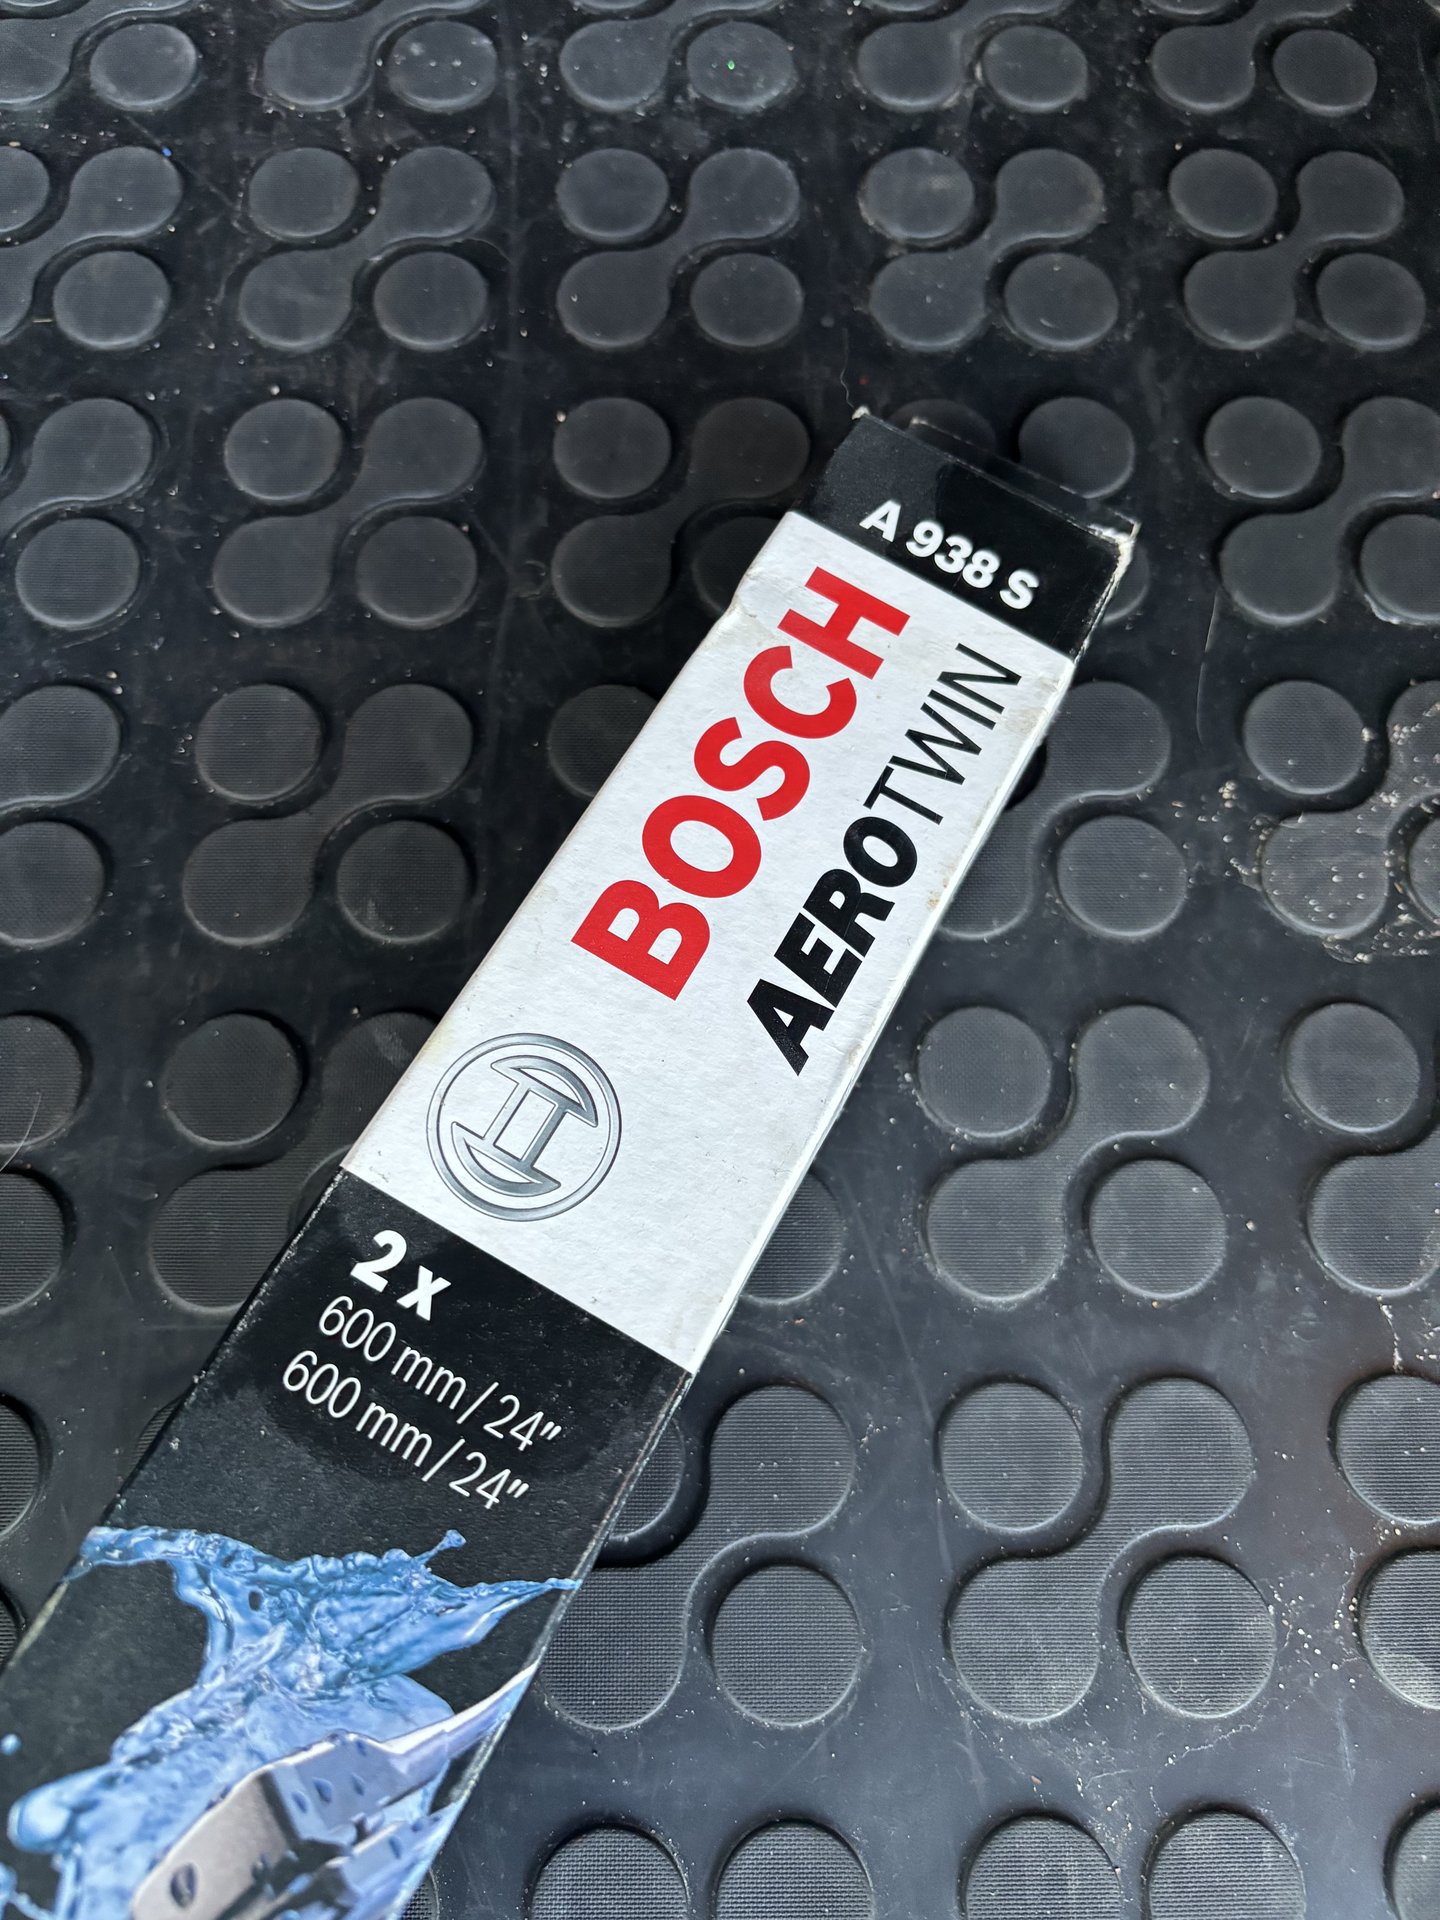 A 938 S
BOSCH
AEROTWIN
2 x
600 mm/24"
600 mm/24"